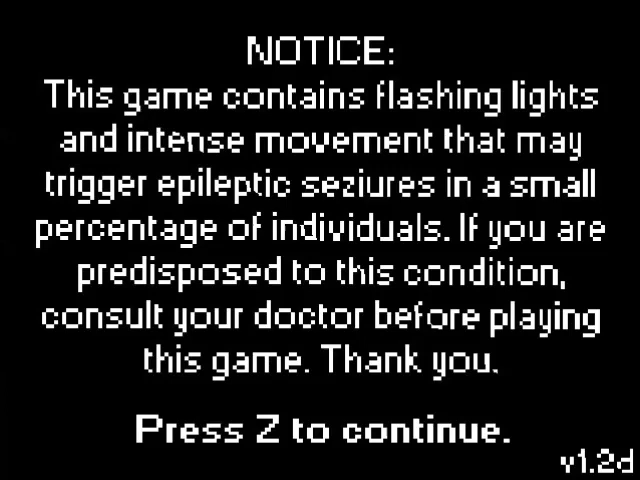 NOTICE:
This game contains flashing lights
and intense movement that may
trigger epileptic seziures in a small
percentage of individuals. If you are
predisposed to this condition,
consult your doctor before playing
this game. Thank you.
Press Z to continue.
v1.2d